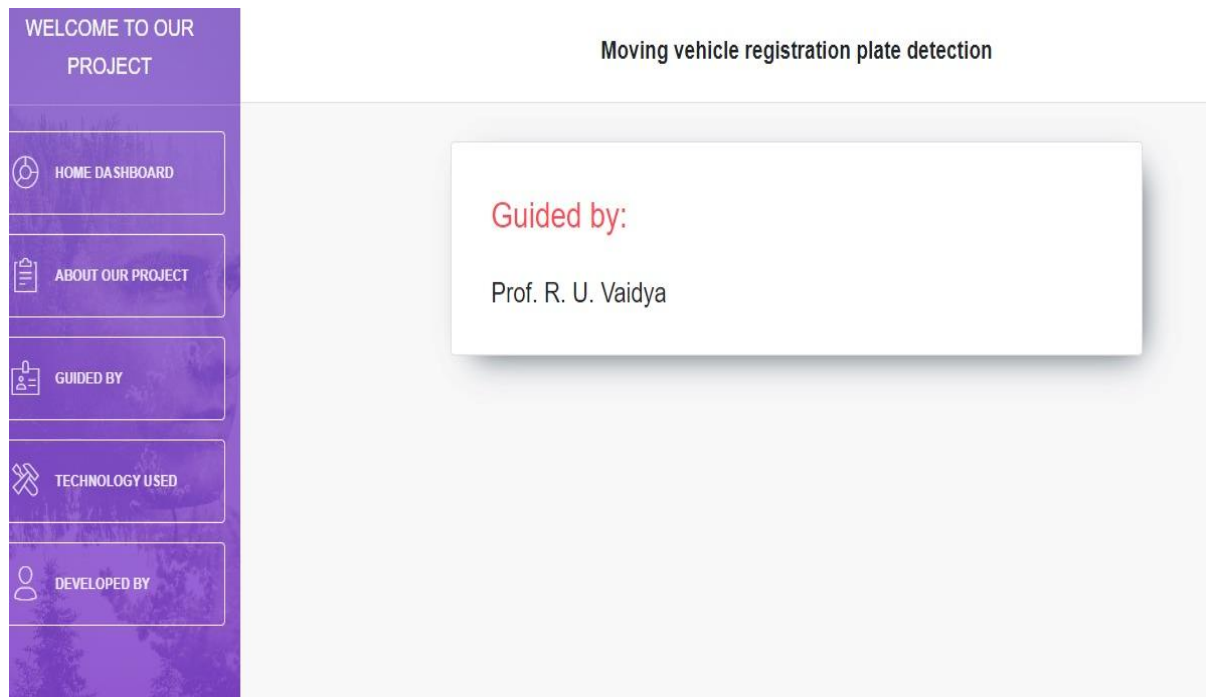 WELCOME TO OUR
PROJECT
HOME DASHBOARD
ABOUT OUR PROJECT
GUIDED BY
TECHNOLOGY USED
DEVELOPED BY
Moving vehicle registration plate detection
Guided by:
Prof. R. U. Vaidya